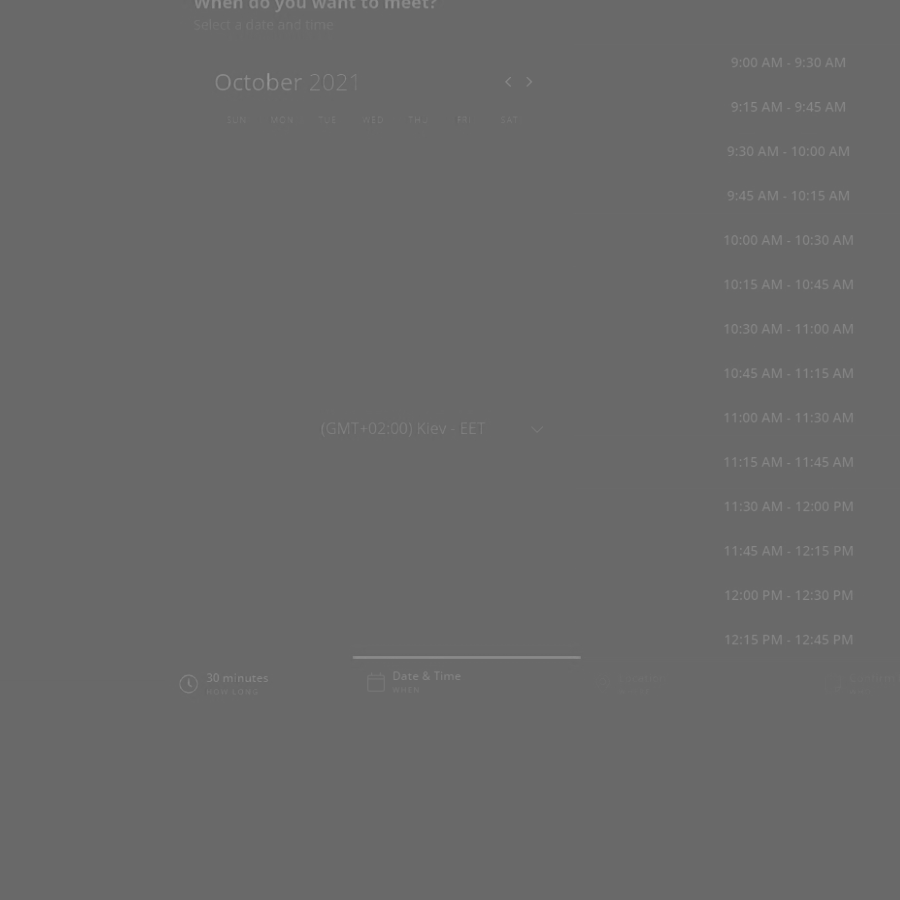 When do you want to meet?
Select a date and time
October 2021
SUN MON TUE WED THU FRI SAT
(GMT+02:00) Kiev - EET
9:00 AM - 9:30 AM
9:15 AM - 9:45 AM
9:30 AM - 10:00 AM
9:45 AM - 10:15 AM
10:00 AM - 10:30 AM
10:15 AM - 10:45 AM
10:30 AM - 11:00 AM
10:45 AM - 11:15 AM
11:00 AM - 11:30 AM
11:15 AM - 11:45 AM
11:30 AM - 12:00 PM
11:45 AM - 12:15 PM
12:00 PM - 12:30 PM
12:15 PM - 12:45 PM
30 minutes
HOW LONG
Date & Time
WHEN